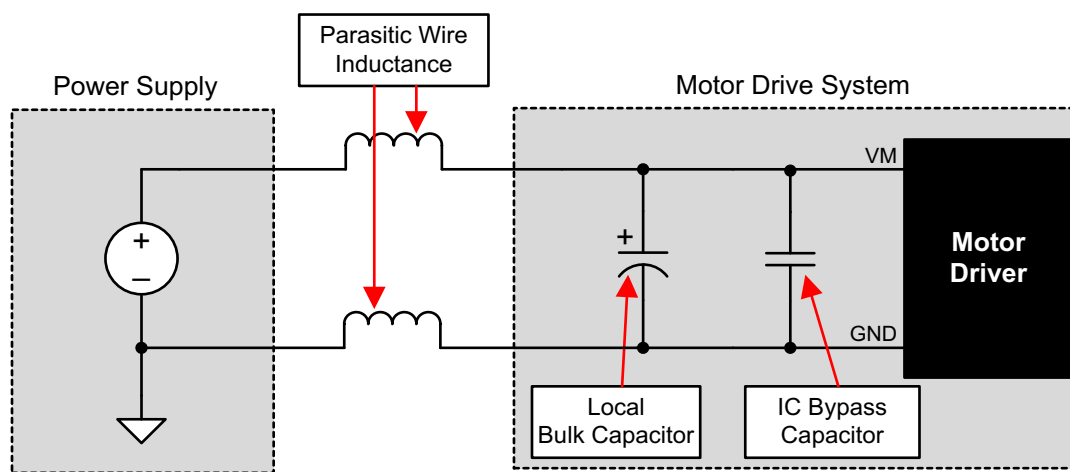 Parasitic Wire
Inductance
Power Supply
Motor Drive System
VM
+
–
+
Motor
Driver
GND
Local
Bulk Capacitor
IC Bypass
Capacitor